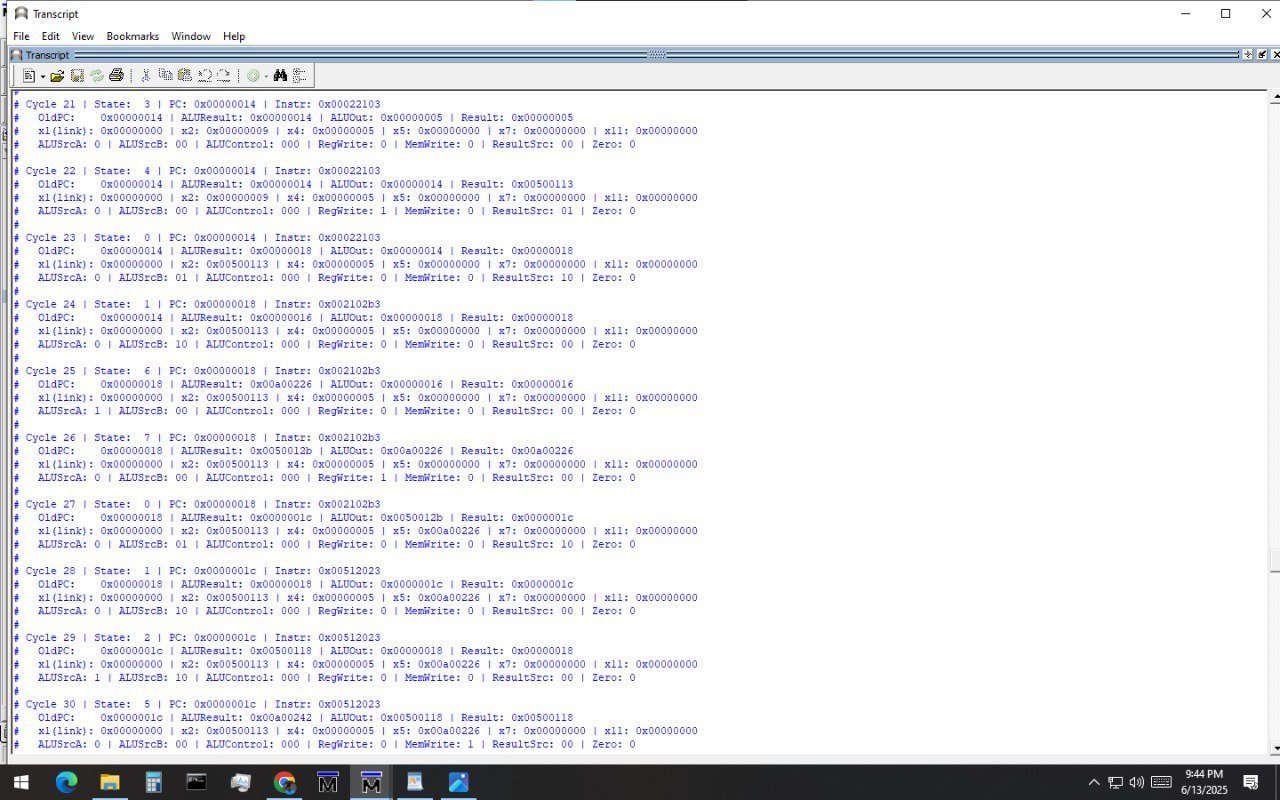 Transcript
File Edit View Bookmarks Window Help
Transcript
#
# Cycle 21 | State: 3 | PC: 0x00000014 | Instr: 0x00022103
# OldPC: 0x00000014 | ALUResult: 0x00000014 | ALUOut: 0x00000005 | Result: 0x00000005
# x1(link): 0x00000000 | x2: 0x00000009 | x4: 0x00000005 | x5: 0x00000000 | x7: 0x00000000 | x11: 0x00000000
# ALUSrcA: 0 | ALUSrcB: 00 | ALUControl: 000 | RegWrite: 0 | MemWrite: 0 | ResultSrc: 00 | Zero: 0
#
# Cycle 22 | State: 4 | PC: 0x00000014 | Instr: 0x00022103
# OldPC: 0x00000014 | ALUResult: 0x00000014 | ALUOut: 0x00000014 | Result: 0x00500113
# x1(link): 0x00000000 | x2: 0x00000009 | x4: 0x00000005 | x5: 0x00000000 | x7: 0x00000000 | x11: 0x00000000
# ALUSrcA: 0 | ALUSrcB: 00 | ALUControl: 000 | RegWrite: 1 | MemWrite: 0 | ResultSrc: 01 | Zero: 0
#
# Cycle 23 | State: 0 | PC: 0x00000014 | Instr: 0x00022103
# OldPC: 0x00000014 | ALUResult: 0x00000018 | ALUOut: 0x00000014 | Result: 0x00000018
# x1(link): 0x00000000 | x2: 0x00500113 | x4: 0x00000005 | x5: 0x00000000 | x7: 0x00000000 | x11: 0x00000000
# ALUSrcA: 0 | ALUSrcB: 01 | ALUControl: 000 | RegWrite: 0 | MemWrite: 0 | ResultSrc: 10 | Zero: 0
#
# Cycle 24 | State: 1 | PC: 0x00000018 | Instr: 0x002102b3
# OldPC: 0x00000014 | ALUResult: 0x00000016 | ALUOut: 0x00000018 | Result: 0x00000018
# x1(link): 0x00000000 | x2: 0x00500113 | x4: 0x00000005 | x5: 0x00000000 | x7: 0x00000000 | x11: 0x00000000
# ALUSrcA: 0 | ALUSrcB: 10 | ALUControl: 000 | RegWrite: 0 | MemWrite: 0 | ResultSrc: 00 | Zero: 0
#
# Cycle 25 | State: 6 | PC: 0x00000018 | Instr: 0x002102b3
# OldPC: 0x00000018 | ALUResult: 0x00a00226 | ALUOut: 0x00000016 | Result: 0x00000016
# x1(link): 0x00000000 | x2: 0x00500113 | x4: 0x00000005 | x5: 0x00000000 | x7: 0x00000000 | x11: 0x00000000
# ALUSrcA: 1 | ALUSrcB: 00 | ALUControl: 000 | RegWrite: 0 | MemWrite: 0 | ResultSrc: 00 | Zero: 0
#
# Cycle 26 | State: 7 | PC: 0x00000018 | Instr: 0x002102b3
# OldPC: 0x00000018 | ALUResult: 0x0050012b | ALUOut: 0x00a00226 | Result: 0x00a00226
# x1(link): 0x00000000 | x2: 0x00500113 | x4: 0x00000005 | x5: 0x00000000 | x7: 0x00000000 | x11: 0x00000000
# ALUSrcA: 0 | ALUSrcB: 00 | ALUControl: 000 | RegWrite: 1 | MemWrite: 0 | ResultSrc: 00 | Zero: 0
#
# Cycle 27 | State: 0 | PC: 0x00000018 | Instr: 0x002102b3
# OldPC: 0x00000018 | ALUResult: 0x0000001c | ALUOut: 0x0050012b | Result: 0x0000001c
# x1(link): 0x00000000 | x2: 0x00500113 | x4: 0x00000005 | x5: 0x00a00226 | x7: 0x00000000 | x11: 0x00000000
# ALUSrcA: 0 | ALUSrcB: 01 | ALUControl: 000 | RegWrite: 0 | MemWrite: 0 | ResultSrc: 10 | Zero: 0
#
# Cycle 28 | State: 1 | PC: 0x0000001c | Instr: 0x00512023
# OldPC: 0x00000018 | ALUResult: 0x00000018 | ALUOut: 0x0000001c | Result: 0x0000001c
# x1(link): 0x00000000 | x2: 0x00500113 | x4: 0x00000005 | x5: 0x00a00226 | x7: 0x00000000 | x11: 0x00000000
# ALUSrcA: 0 | ALUSrcB: 10 | ALUControl: 000 | RegWrite: 0 | MemWrite: 0 | ResultSrc: 00 | Zero: 0
#
# Cycle 29 | State: 2 | PC: 0x0000001c | Instr: 0x00512023
# OldPC: 0x0000001c | ALUResult: 0x00500118 | ALUOut: 0x00000018 | Result: 0x00000018
# x1(link): 0x00000000 | x2: 0x00500113 | x4: 0x00000005 | x5: 0x00a00226 | x7: 0x00000000 | x11: 0x00000000
# ALUSrcA: 1 | ALUSrcB: 10 | ALUControl: 000 | RegWrite: 0 | MemWrite: 0 | ResultSrc: 00 | Zero: 0
#
# Cycle 30 | State: 5 | PC: 0x0000001c | Instr: 0x00512023
# OldPC: 0x0000001c | ALUResult: 0x00a00242 | ALUOut: 0x00500118 | Result: 0x00500118
# x1(link): 0x00000000 | x2: 0x00500113 | x4: 0x00000005 | x5: 0x00a00226 | x7: 0x00000000 | x11: 0x00000000
# ALUSrcA: 0 | ALUSrcB: 00 | ALUControl: 000 | RegWrite: 0 | MemWrite: 1 | ResultSrc: 00 | Zero: 0
9:44 PM
6/13/2025